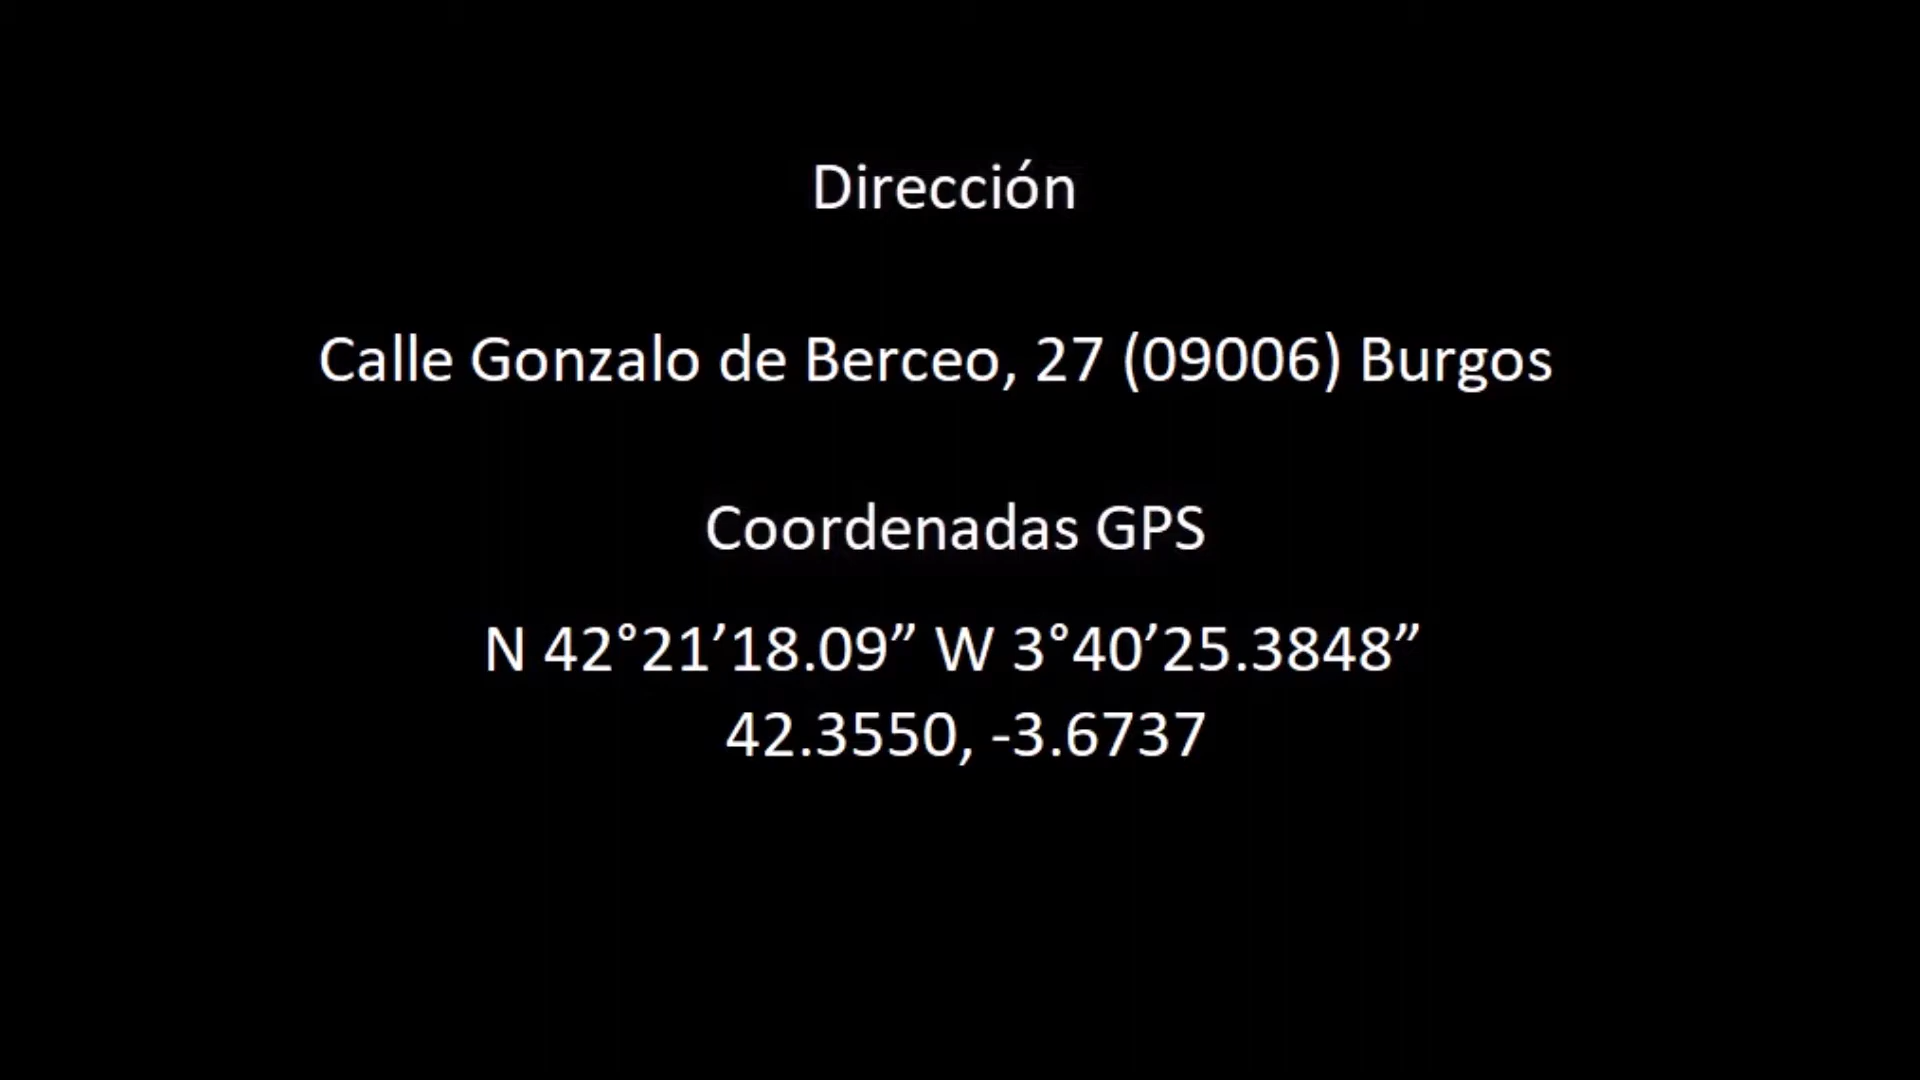 Dirección
Calle Gonzalo de Berceo, 27 (09006) Burgos
Coordenadas GPS
N 42°21’18.09” W 3°40’25.3848”
42.3550, -3.6737